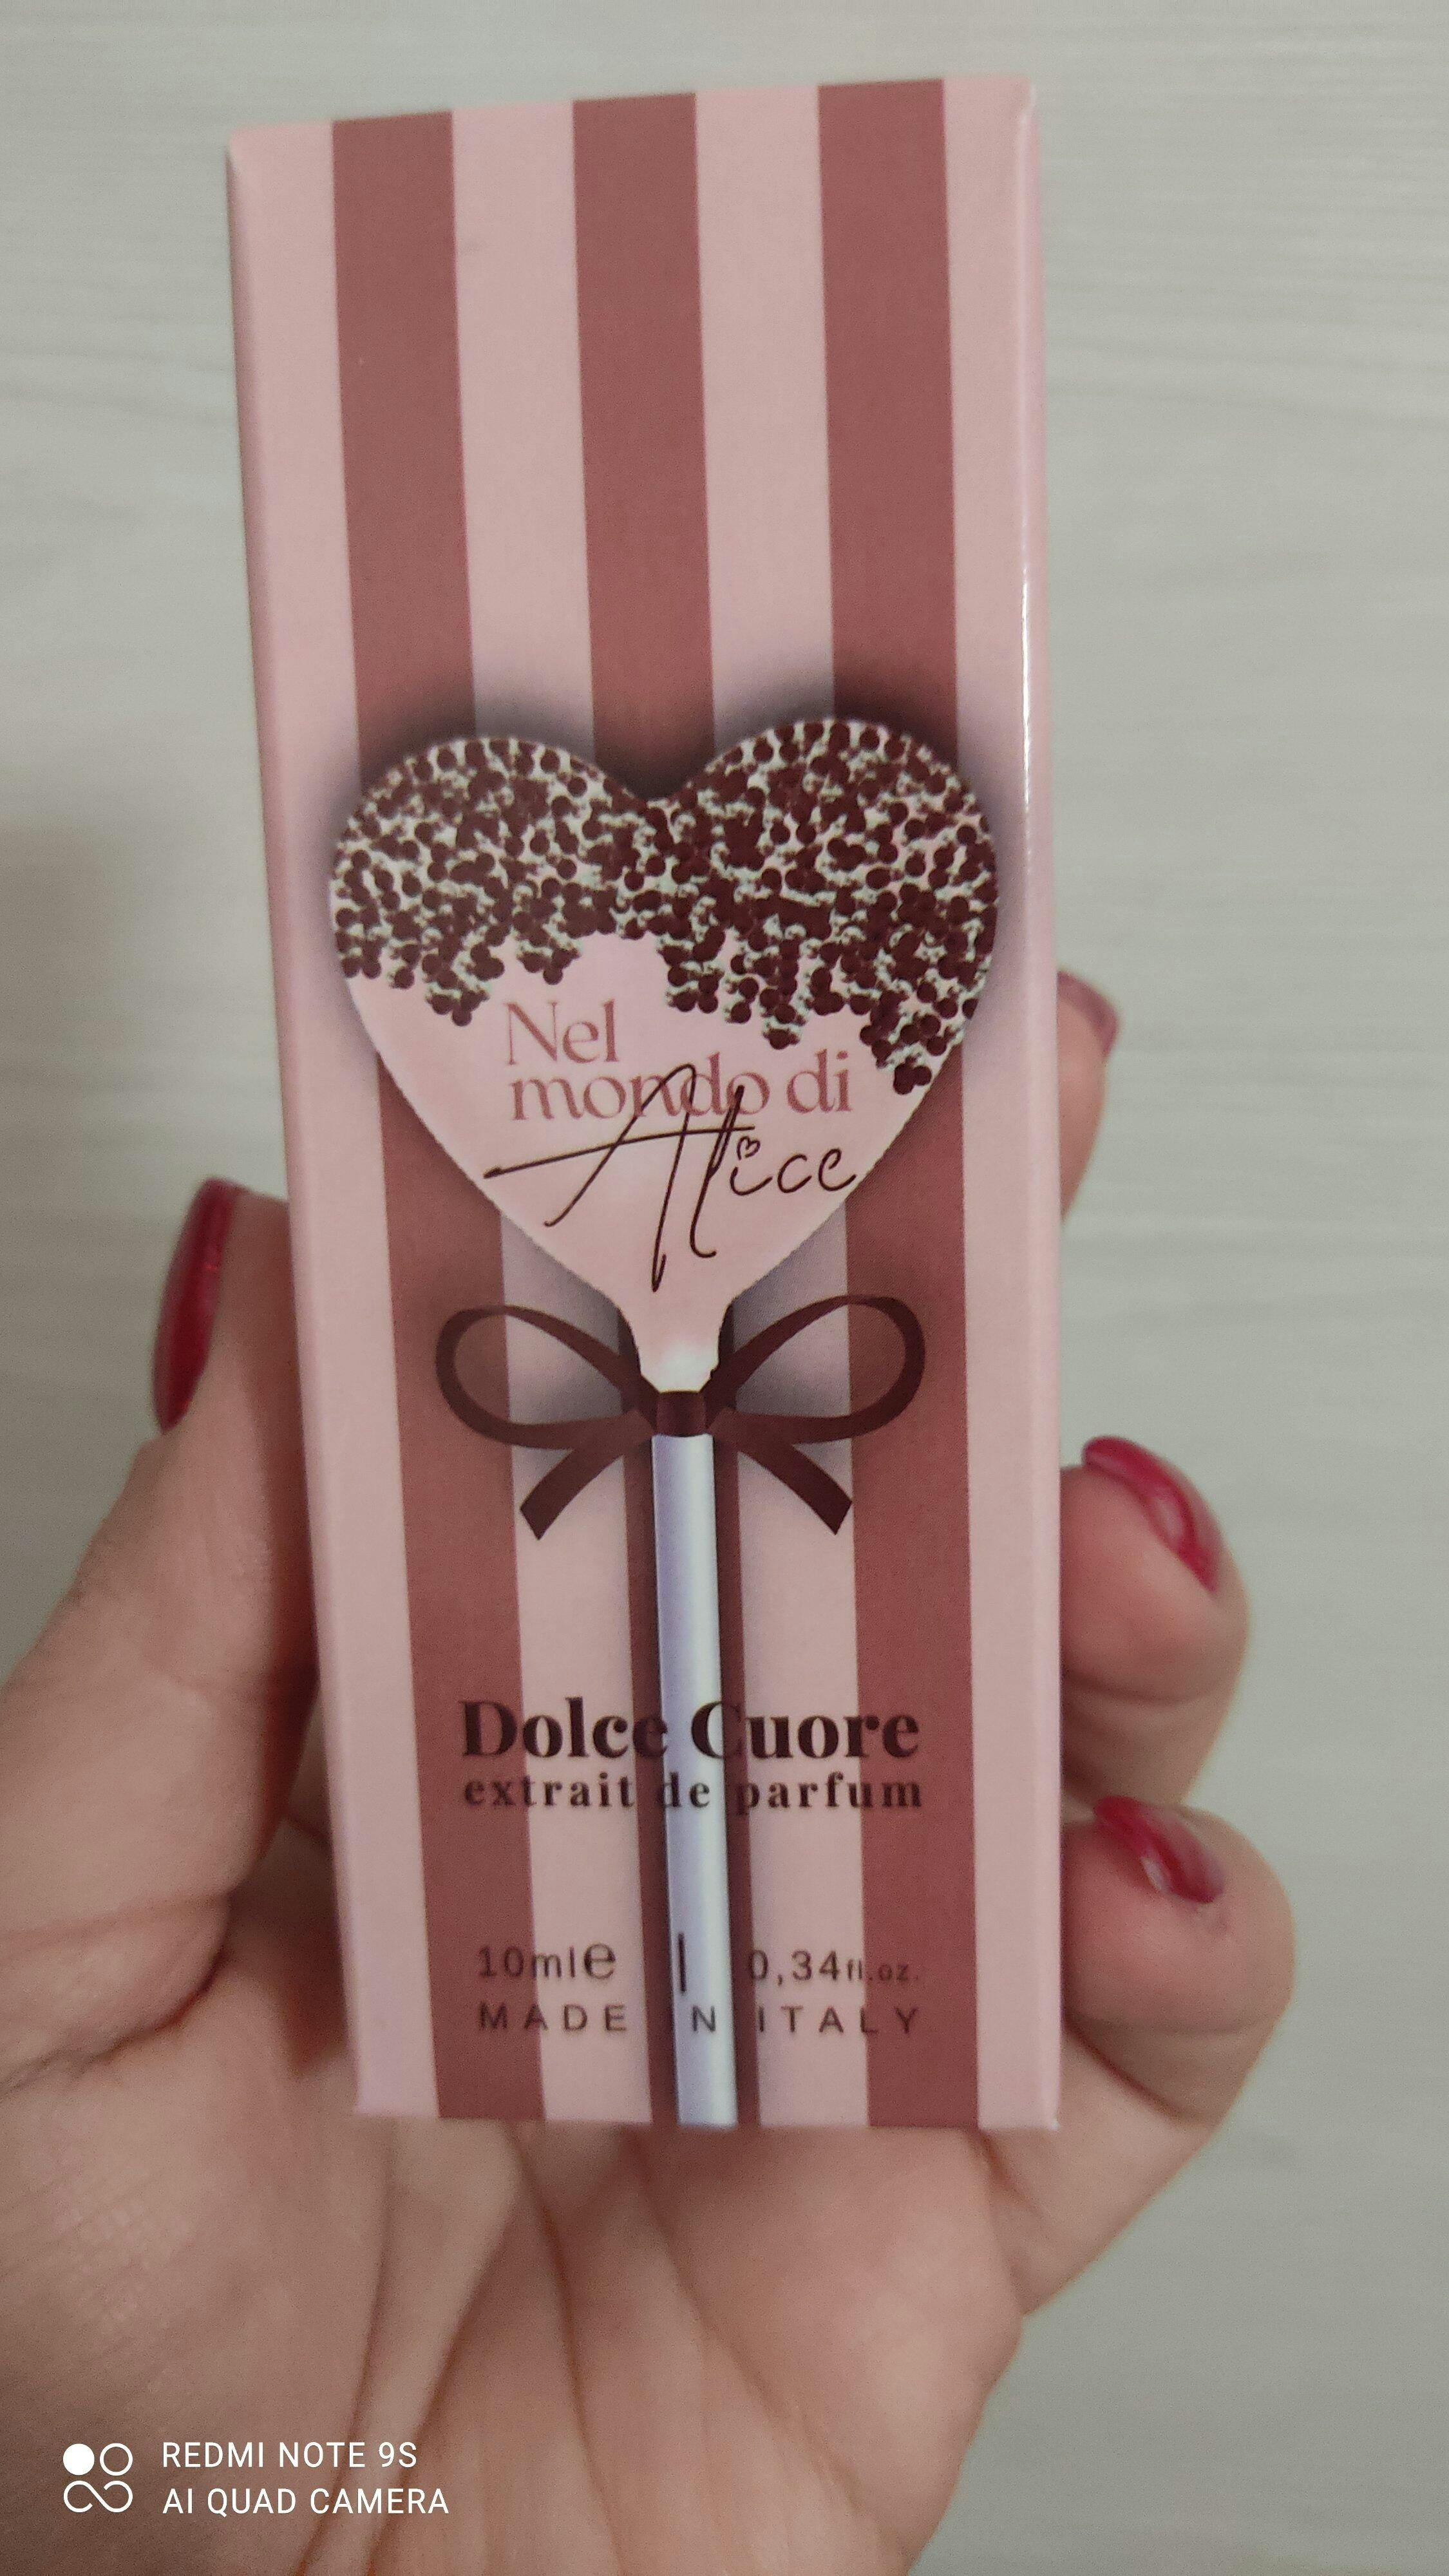 Nel
mondo di
Alice
Dolce Cuore
extrait de parfum
10ml e | 0,34fl.oz.
MADE IN ITALY
REDMI NOTE 9S
AI QUAD CAMERA